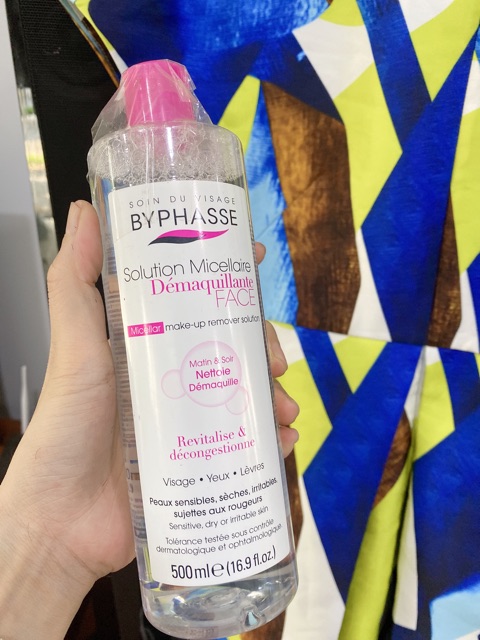 SOIN DU VISAGE
BYPHASSE
Solution Micellaire
Démaquillante
FACE
Micellar make-up remover solution
Matin & Soir
Nettoie
Démaquille
Revitalise &
décongestionne
Visage • Yeux • Lèvres
Peaux sensibles, sèches, irritables,
sujettes aux rougeurs
Sensitive, dry or irritable skin
Tolérance testée sous contrôle
dermatologique et ophtalmologique
500 ml e (16.9 fl.oz.)